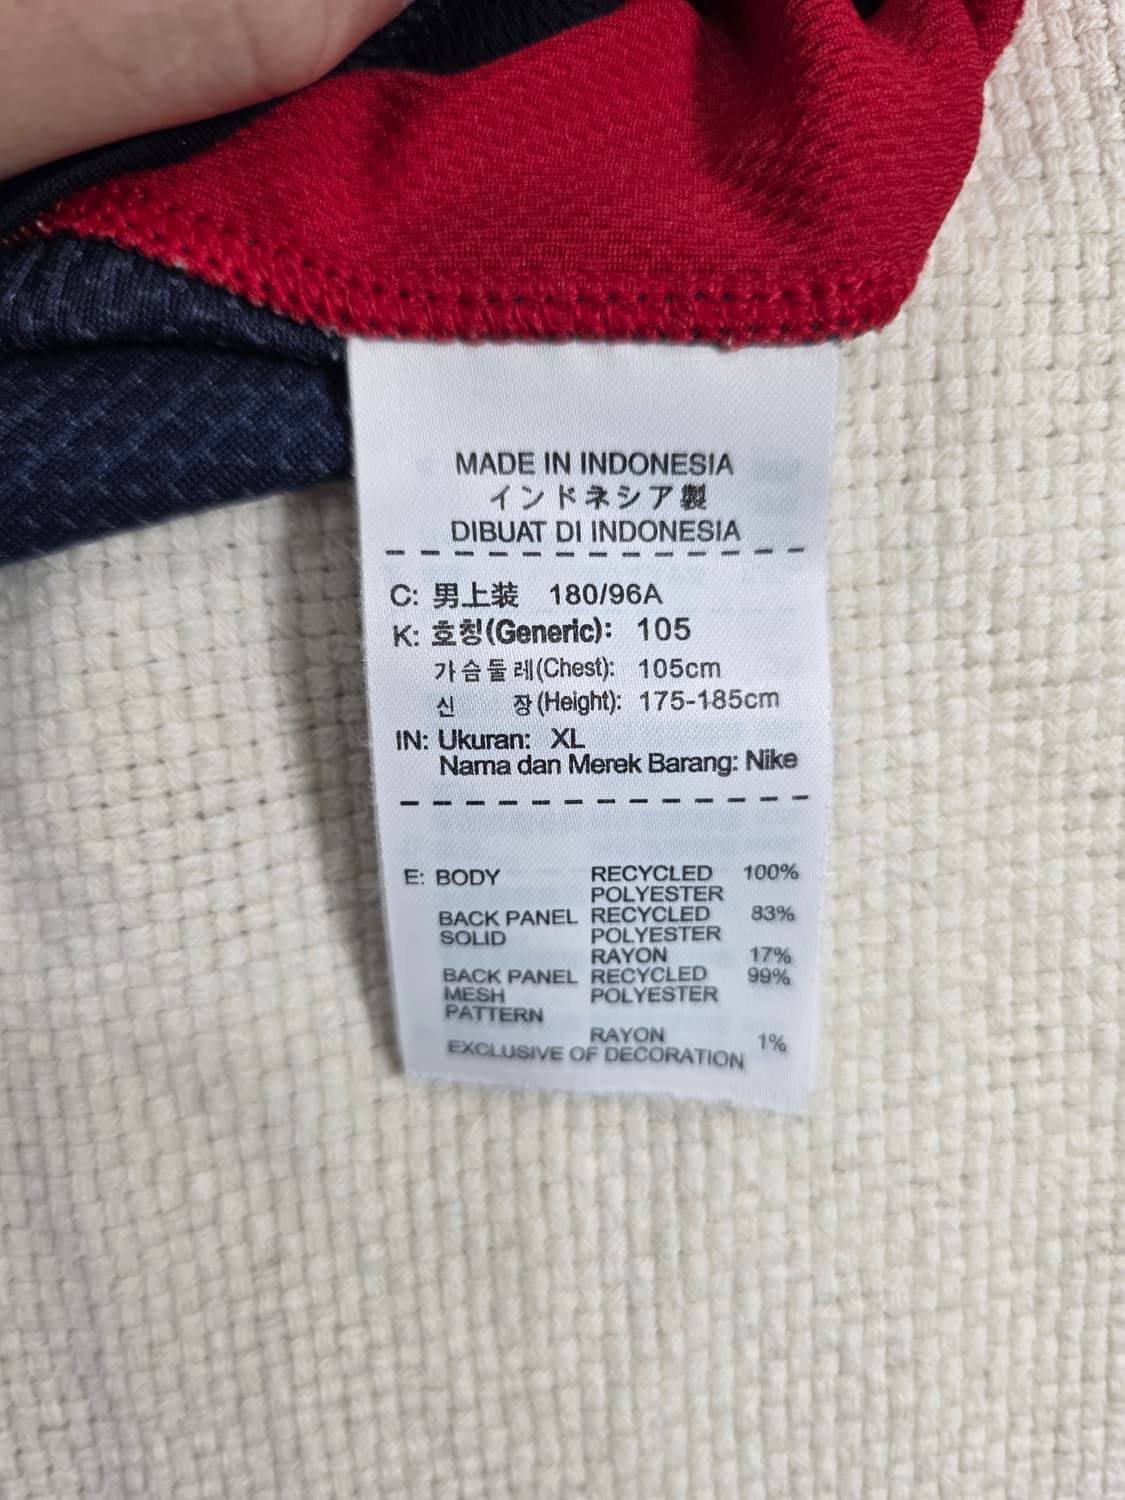 MADE IN INDONESIA
インドネシア製
DIBUAT DI INDONESIA
C: 男上装 180/96A
K: 호칭(Generic): 105
가슴둘레(Chest): 105cm
신 장(Height): 175-185cm
IN: Ukuran: XL
Nama dan Merek Barang: Nike
E: BODY RECYCLED 100%
POLYESTER
BACK PANEL RECYCLED 83%
SOLID POLYESTER
RAYON 17%
BACK PANEL RECYCLED 99%
MESH POLYESTER
PATTERN
RAYON 1%
EXCLUSIVE OF DECORATION